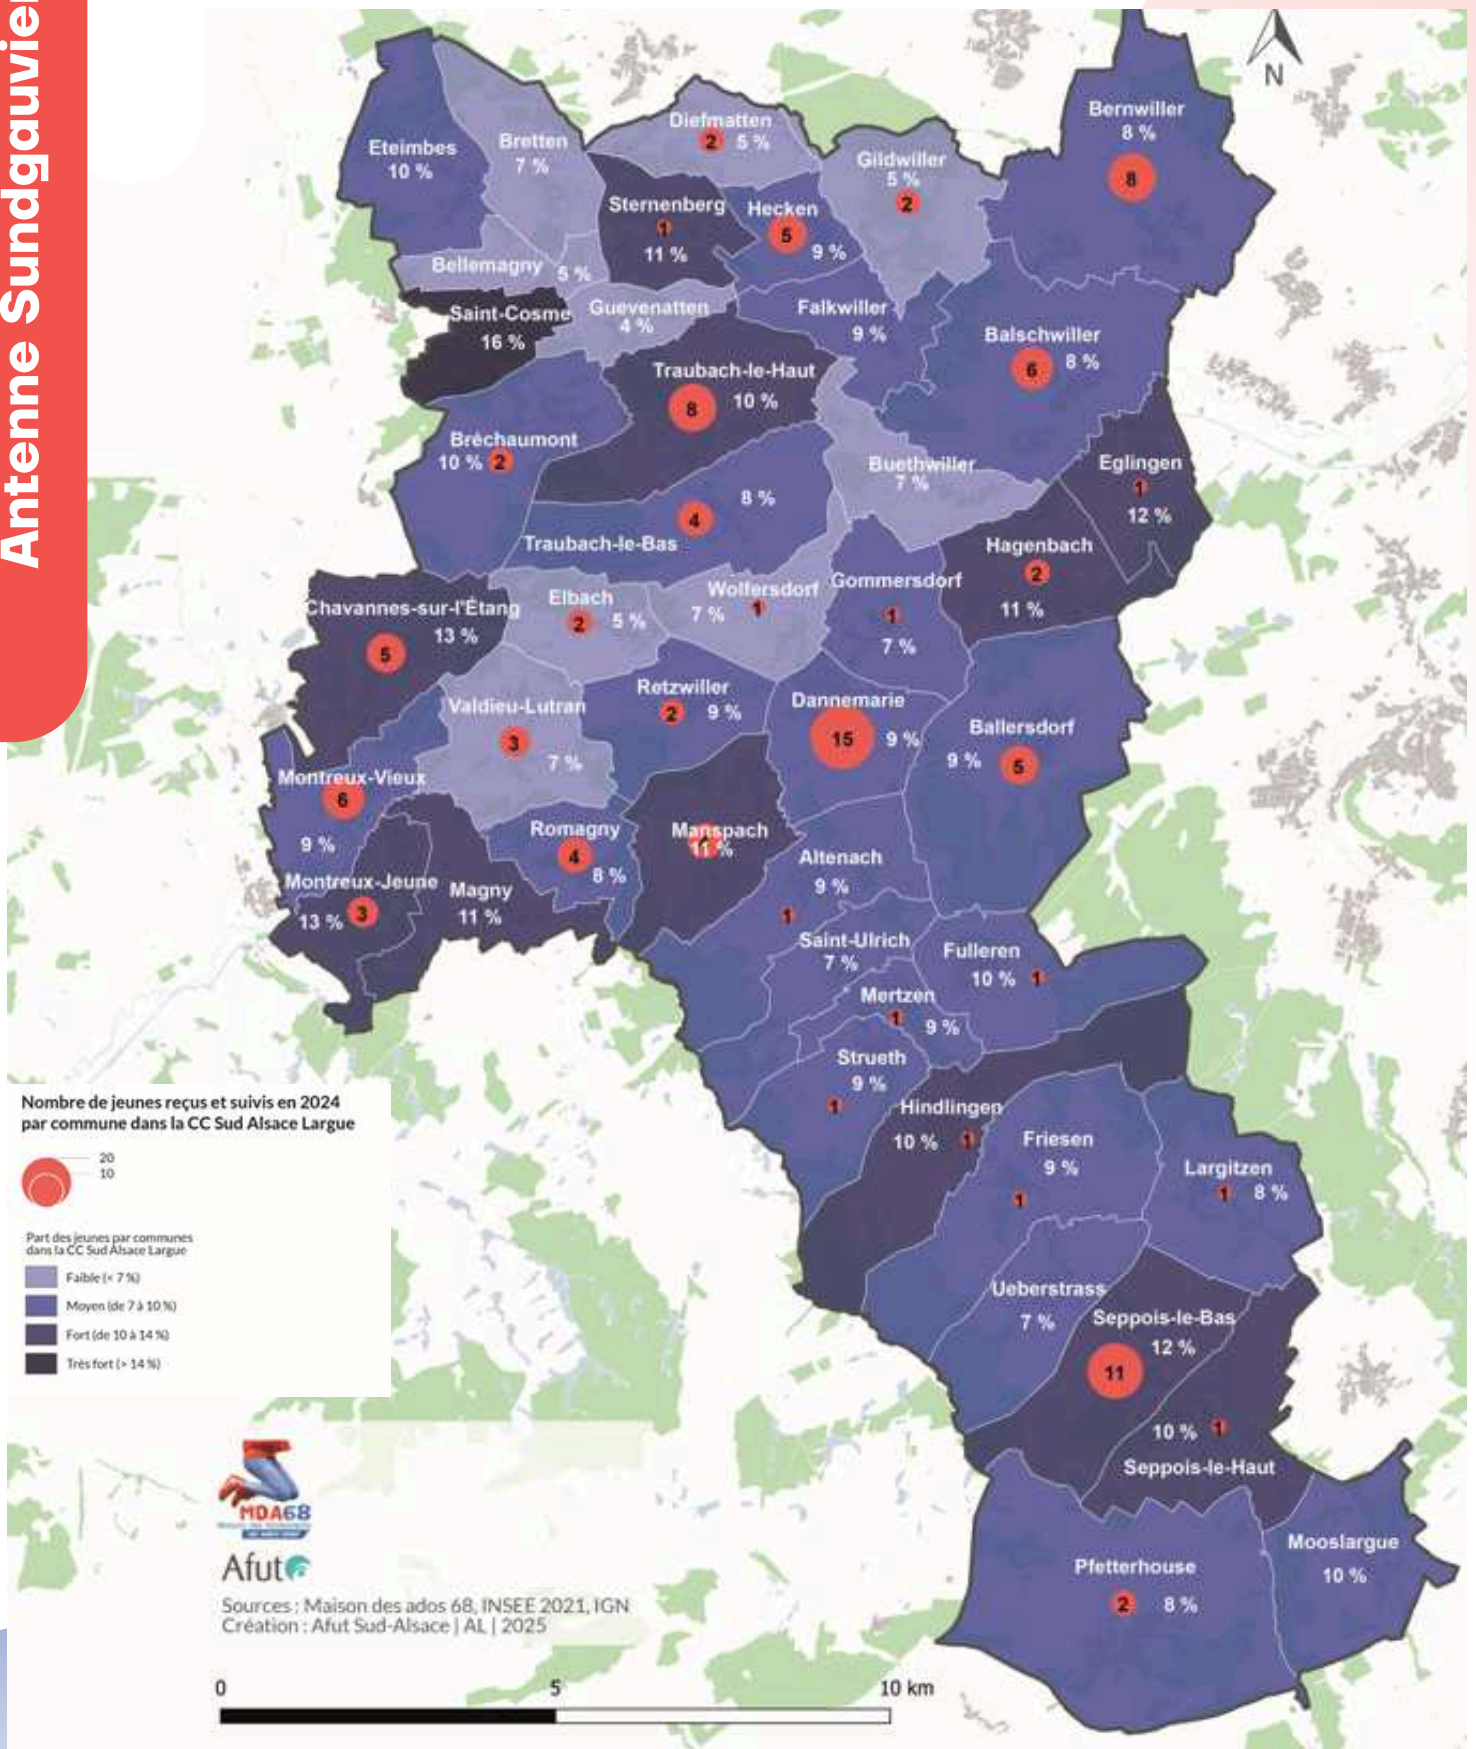 Antenne Sundgauvie
N
Bernwiller
8 %
8
Diefmatten
2 5 %
Eteimbes
10 %
Bretten
7 %
Gildwiller
5 %
2
Sternenberg
1
11 %
Hecken
5
9 %
Bellemagny 5 %
Saint-Cosme
16 %
Guevenatten
4 %
Falkwiller
9 %
Balschwiller
6 8 %
Traubach-le-Haut
8 10 %
Bréchaumont
10 % 2
Buethwiller
7 %
Eglingen
1
12 %
8 %
4
Traubach-le-Bas
Hagenbach
2
11 %
Chavannes-sur-l'Étang
13 %
5
Elbach
2 5 %
Wolfersdorf
7 % 1
Gommersdorf
1
7 %
Valdieu-Lutran
3
7 %
Retzwiller
2 9 %
Dannemarie
15 9 %
Ballersdorf
9 % 5
Montreux-Vieux
6
9 %
Romagny
4
8 %
Manspach
11 %
Altenach
9 %
1
Montreux-Jeune
13 % 3
Magny
11 %
Saint-Ulrich
7 %
Fulleren
10 % 1
Mertzen
1
9 %
Strueth
9 %
1
Hindlingen
10 % 1
Friesen
9 %
1
Largitzen
1 8 %
Ueberstrass
7 %
Seppois-le-Bas
12 %
11
10 % 1
Seppois-le-Haut
Pfetterhouse
2 8 %
Mooslargue
10 %
Nombre de jeunes reçus et suivis en 2024
par commune dans la CC Sud Alsace Largue
20
10
Part des jeunes par communes
dans la CC Sud Alsace Largue
Faible (< 7 %)
Moyen (de 7 à 10 %)
Fort (de 10 à 14 %)
Très fort (> 14 %)
MDA68
Afut
Sources : Maison des ados 68, INSEE 2021, IGN
Création : Afut Sud-Alsace | AL | 2025
0 5 10 km